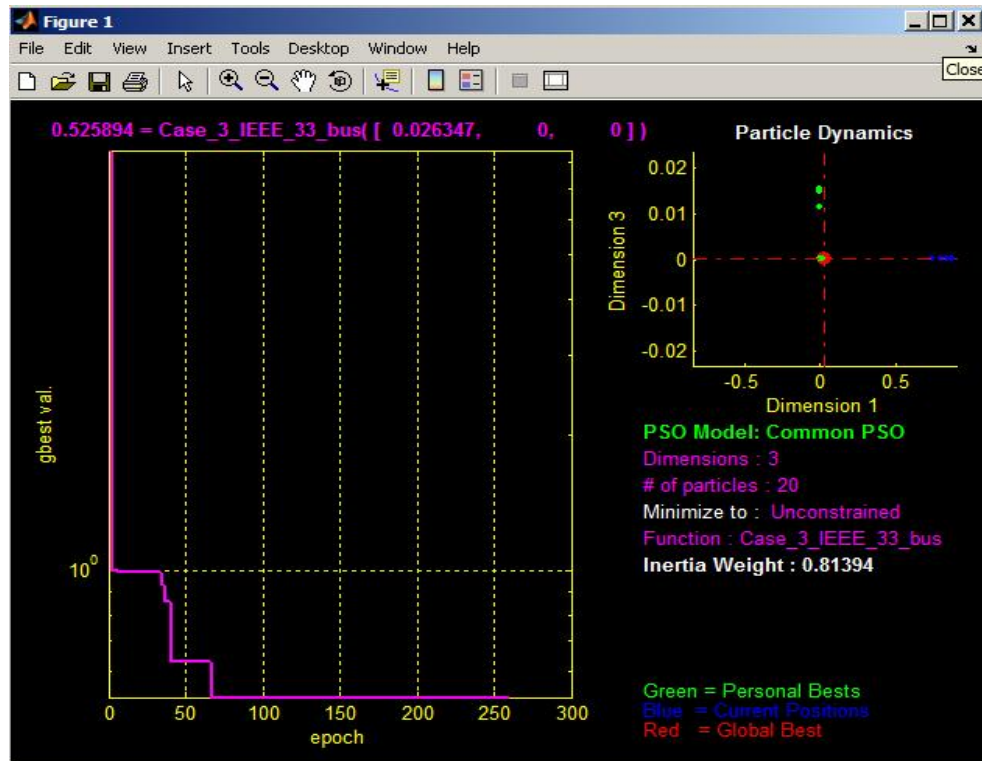 Figure 1
File Edit View Insert Tools Desktop Window Help
Close
0.525894 = Case_3_IEEE_33_bus( [ 0.026347, 0, 0 ] )
gbest val.
10^0
0 50 100 150 200 250 300
epoch
Particle Dynamics
Dimension 3
0.02
0.01
0
-0.01
-0.02
-0.5 0 0.5
Dimension 1
PSO Model: Common PSO
Dimensions : 3
# of particles : 20
Minimize to : Unconstrained
Function : Case_3_IEEE_33_bus
Inertia Weight : 0.81394
Green = Personal Bests
Blue = Current Positions
Red = Global Best